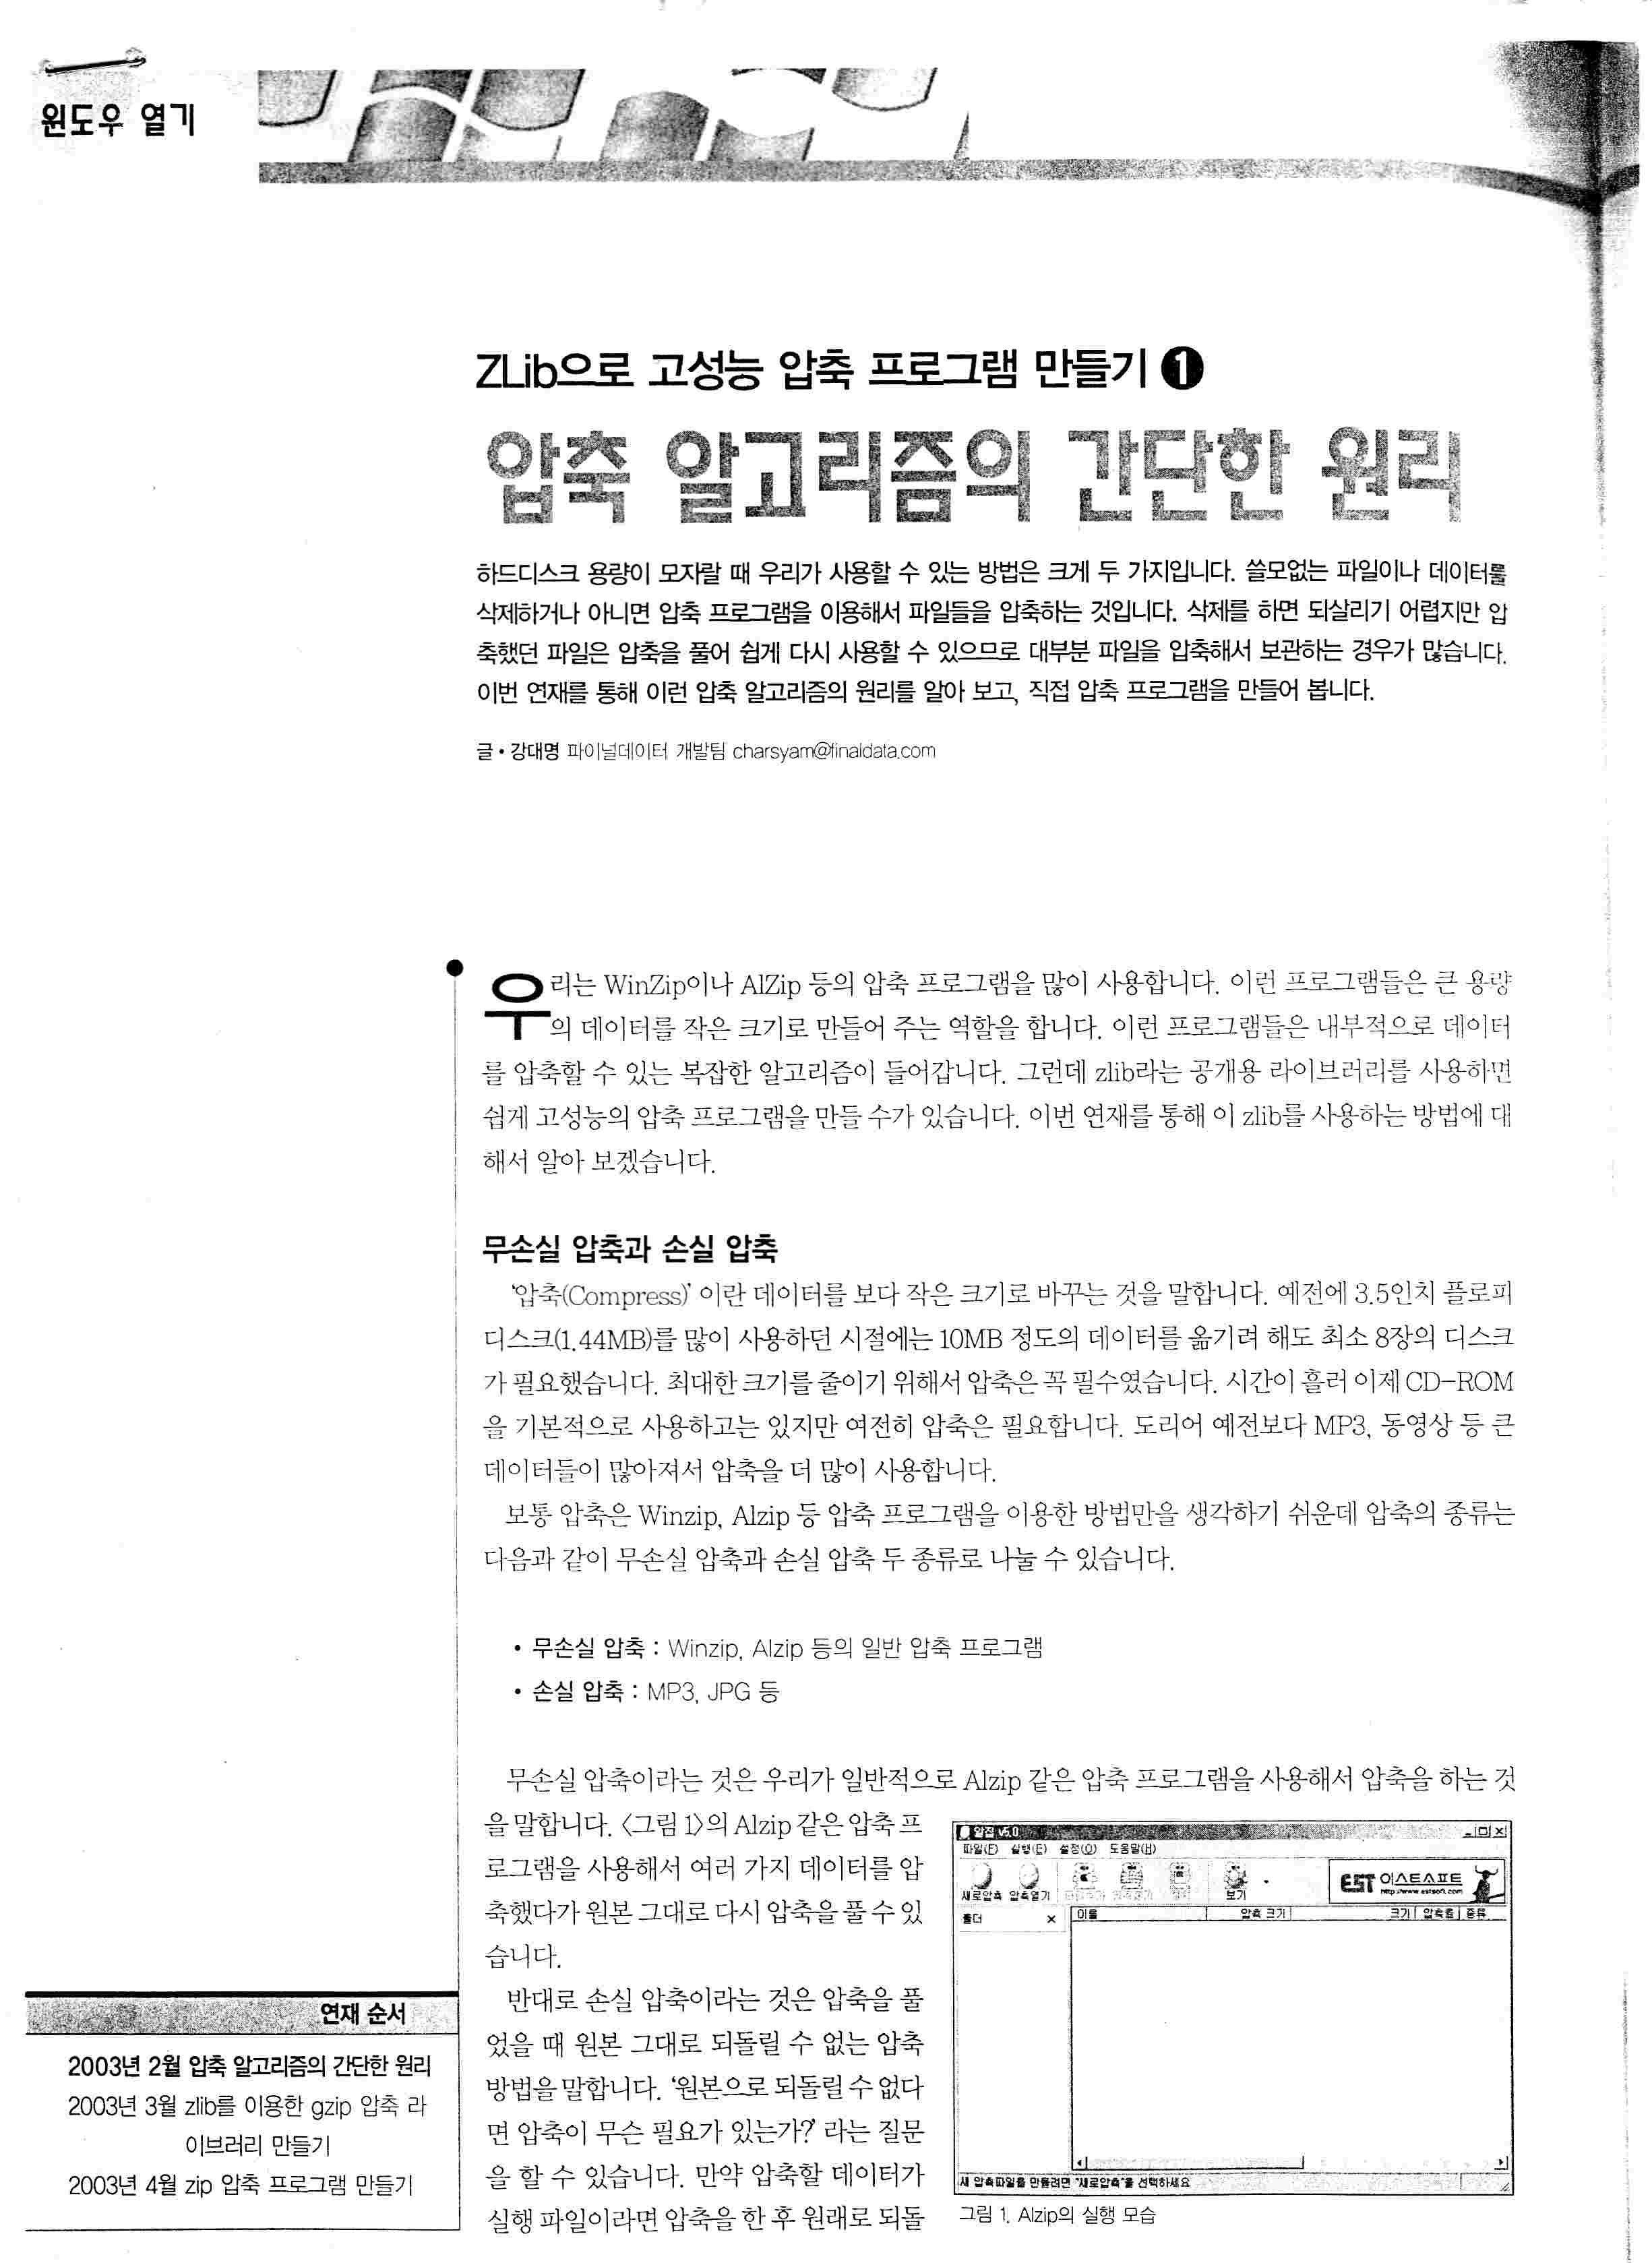 윈도우 열기
ZLib으로 고성능 압축 프로그램 만들기 ❶
압축 알고리즘의 간단한 원리
하드디스크 용량이 모자랄 때 우리가 사용할 수 있는 방법은 크게 두 가지입니다. 쓸모없는 파일이나 데이터를
삭제하거나 아니면 압축 프로그램을 이용해서 파일들을 압축하는 것입니다. 삭제를 하면 되살리기 어렵지만 압
축했던 파일은 압축을 풀어 쉽게 다시 사용할 수 있으므로 대부분 파일을 압축해서 보관하는 경우가 많습니다.
이번 연재를 통해 이런 압축 알고리즘의 원리를 알아 보고, 직접 압축 프로그램을 만들어 봅니다.
글 • 강대명 파이널데이터 개발팀 charsyam@finaldata.com
우리는 WinZip이나 AlZip 등의 압축 프로그램을 많이 사용합니다. 이런 프로그램들은 큰 용량
의 데이터를 작은 크기로 만들어 주는 역할을 합니다. 이런 프로그램들은 내부적으로 데이터
를 압축할 수 있는 복잡한 알고리즘이 들어갑니다. 그런데 zlib라는 공개용 라이브러리를 사용하면
쉽게 고성능의 압축 프로그램을 만들 수가 있습니다. 이번 연재를 통해 이 zlib를 사용하는 방법에 대
해서 알아 보겠습니다.
무손실 압축과 손실 압축
‘압축(Compress)’ 이란 데이터를 보다 작은 크기로 바꾸는 것을 말합니다. 예전에 3.5인치 플로피
디스크(1.44MB)를 많이 사용하던 시절에는 10MB 정도의 데이터를 옮기려 해도 최소 8장의 디스크
가 필요했습니다. 최대한 크기를 줄이기 위해서 압축은 꼭 필수였습니다. 시간이 흘러 이제 CD-ROM
을 기본적으로 사용하고는 있지만 여전히 압축은 필요합니다. 도리어 예전보다 MP3, 동영상 등 큰
데이터들이 많아져서 압축을 더 많이 사용합니다.
보통 압축은 Winzip, Alzip 등 압축 프로그램을 이용한 방법만을 생각하기 쉬운데 압축의 종류는
다음과 같이 무손실 압축과 손실 압축 두 종류로 나눌 수 있습니다.
• 무손실 압축 : Winzip, Alzip 등의 일반 압축 프로그램
• 손실 압축 : MP3, JPG 등
무손실 압축이라는 것은 우리가 일반적으로 Alzip 같은 압축 프로그램을 사용해서 압축을 하는 것
을 말합니다. 〈그림 1〉의 Alzip 같은 압축 프
로그램을 사용해서 여러 가지 데이터를 압
축했다가 원본 그대로 다시 압축을 풀 수 있
습니다.
반대로 손실 압축이라는 것은 압축을 풀
었을 때 원본 그대로 되돌릴 수 없는 압축
방법을 말합니다. ‘원본으로 되돌릴 수 없다
면 압축이 무슨 필요가 있는가?’ 라는 질문
을 할 수 있습니다. 만약 압축할 데이터가
실행 파일이라면 압축을 한 후 원래로 되돌
알집 v5.0
파일(F) 실행(E) 설정(O) 도움말(H)
새로압축 압축열기 보기
EST 이스트소프트
http://www.estsoft.com
폴더 × 이름 압축 크기 크기 압축률 종류
새 압축파일을 만들려면 "새로압축"을 선택하세요
그림 1. Alzip의 실행 모습
연재 순서
2003년 2월 압축 알고리즘의 간단한 원리
2003년 3월 zlib를 이용한 gzip 압축 라
이브러리 만들기
2003년 4월 zip 압축 프로그램 만들기